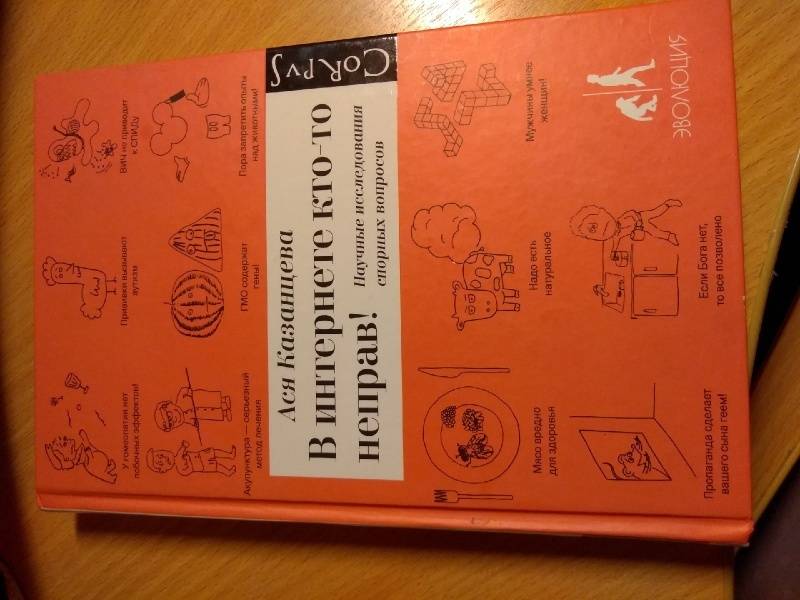 У гомеопатии нет
побочных эффектов!
Прививки вызывают
аутизм
ВИЧ не приводит
к СПИДу
Акупунктура — серьезный
метод лечения
ГМО содержат
гены!
Пора запретить опыты
над животными!
Ася Казанцева
В интернете кто-то
неправ!
Научные исследования
спорных вопросов
CORPVS
Мясо вредно
для здоровья
Надо есть
натуральное
Мужчины умнее
женщин!
Пропаганда сделает
вашего сына геем!
Если Бога нет,
то все позволено
ЭВОЛЮЦИЯ